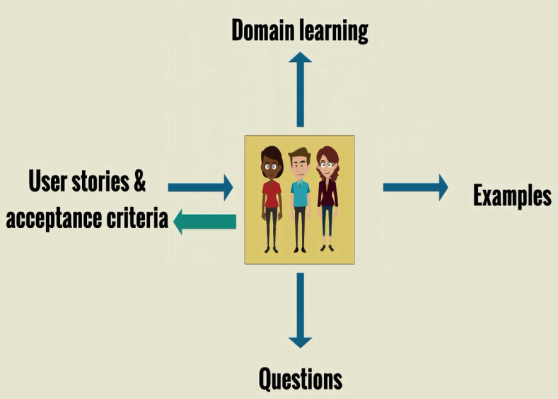 Domain learning
User stories &
acceptance criteria
Examples
Questions